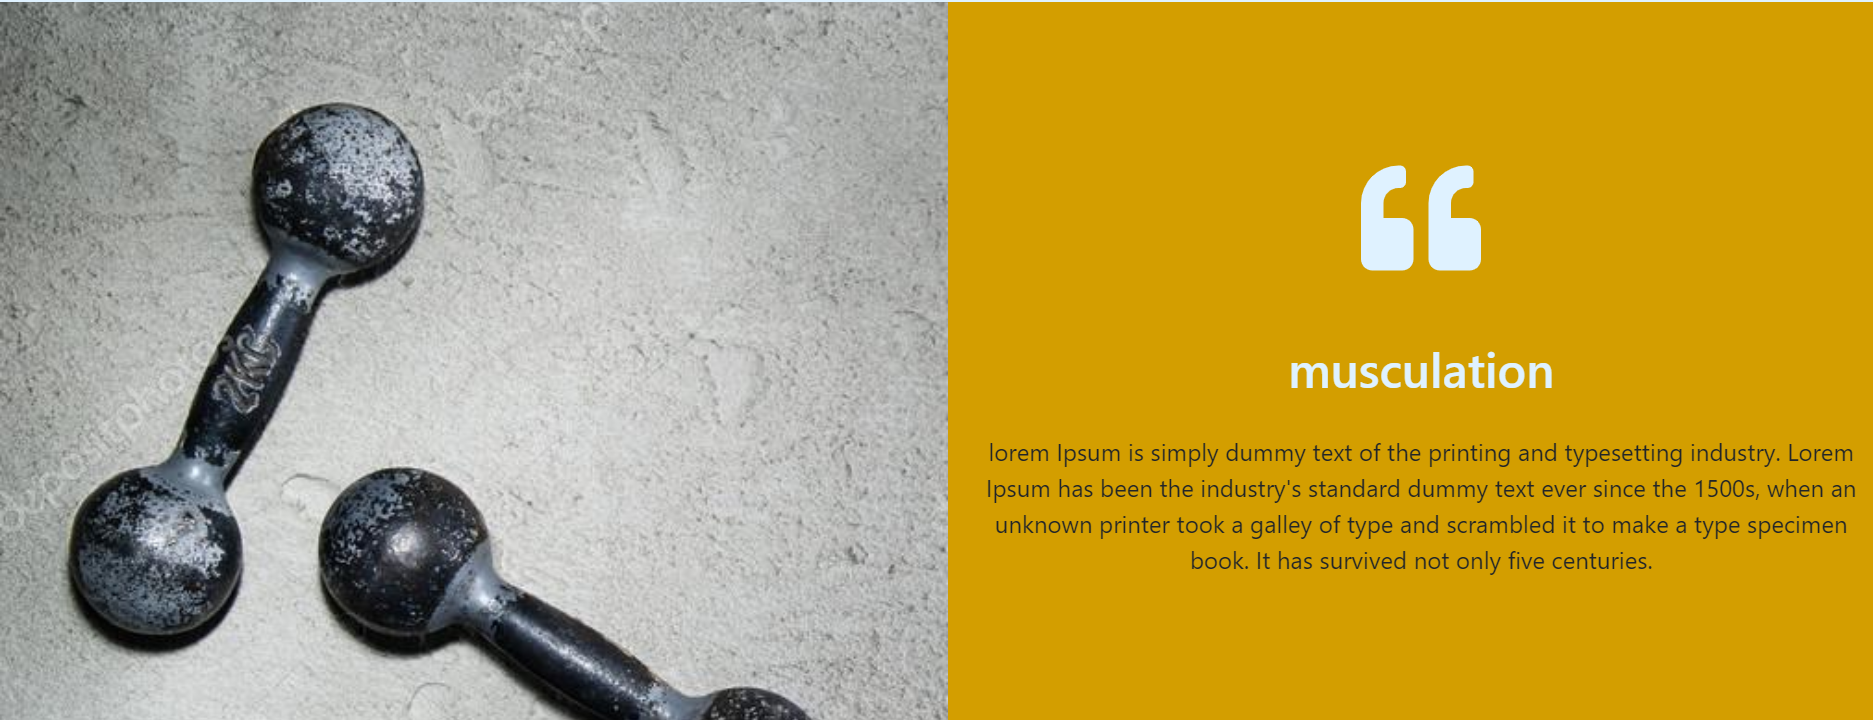 2KG
musculation
lorem Ipsum is simply dummy text of the printing and typesetting industry. Lorem
Ipsum has been the industry's standard dummy text ever since the 1500s, when an
unknown printer took a galley of type and scrambled it to make a type specimen
book. It has survived not only five centuries.